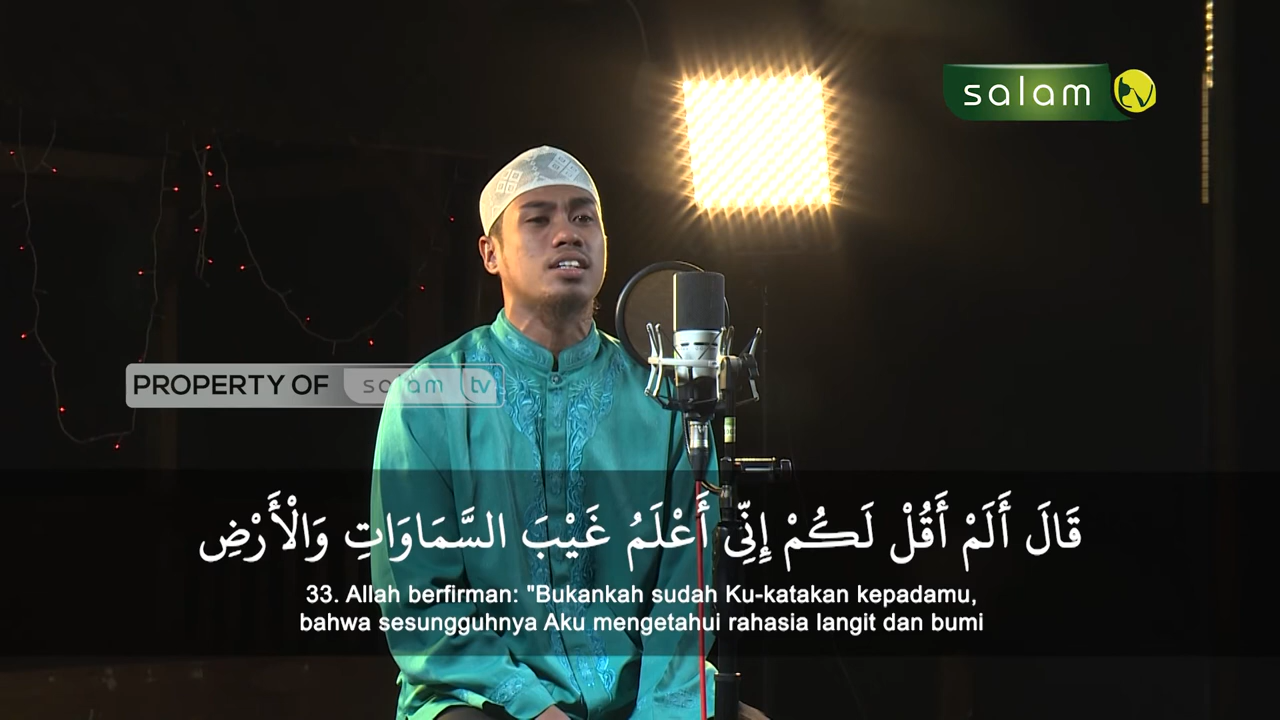 salam tv
PROPERTY OF salam tv
قَالَ أَلَمْ أَقُلْ لَكُمْ إِنِّى أَعْلَمُ غَيْبَ السَّمَاوَاتِ وَالْأَرْضِ
33. Allah berfirman: "Bukankah sudah Ku-katakan kepadamu,
bahwa sesungguhnya Aku mengetahui rahasia langit dan bumi